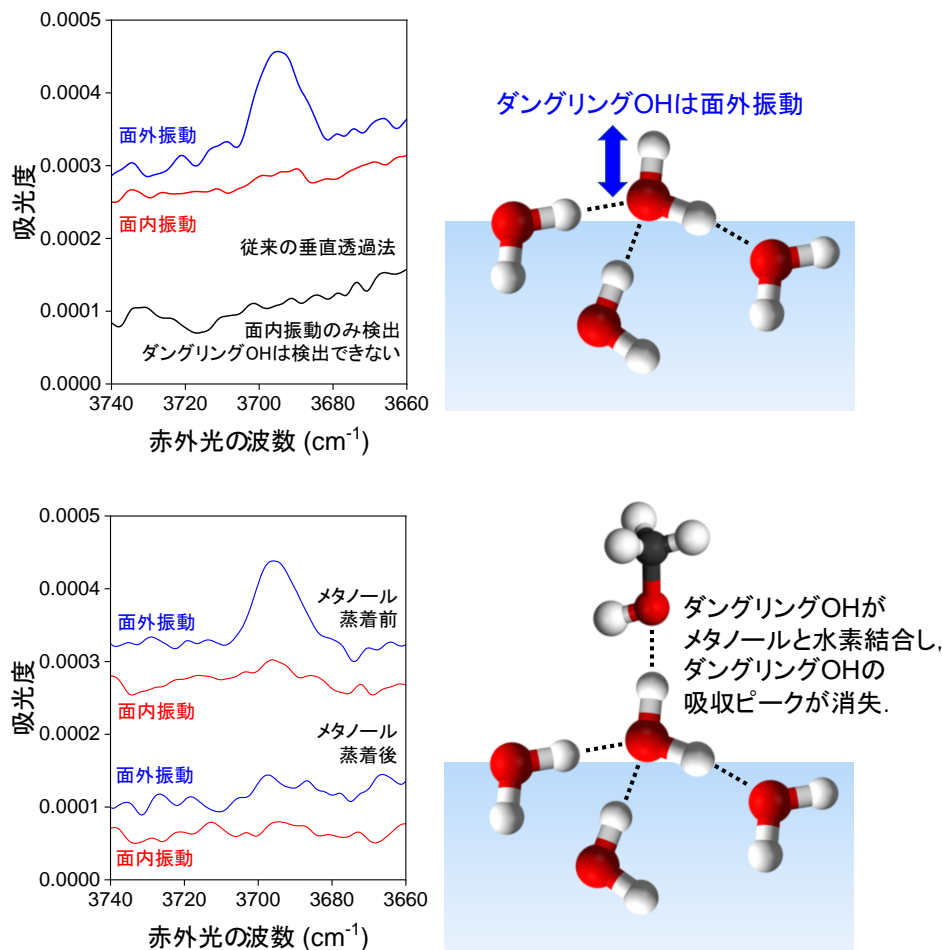 0.0005
0.0004
0.0003
0.0002
0.0001
0.0000
吸光度
面外振動
面内振動
従来の垂直透過法
面内振動のみ検出
ダングリングOHは検出できない
3740 3720 3700 3680 3660
赤外光の波数 (cm⁻¹)
ダングリングOHは面外振動
0.0005
0.0004
0.0003
0.0002
0.0001
0.0000
吸光度
メタノール
蒸着前
面外振動
面内振動
メタノール
蒸着後
面外振動
面内振動
3740 3720 3700 3680 3660
赤外光の波数 (cm⁻¹)
ダングリングOHが
メタノールと水素結合し,
ダングリングOHの
吸収ピークが消失.